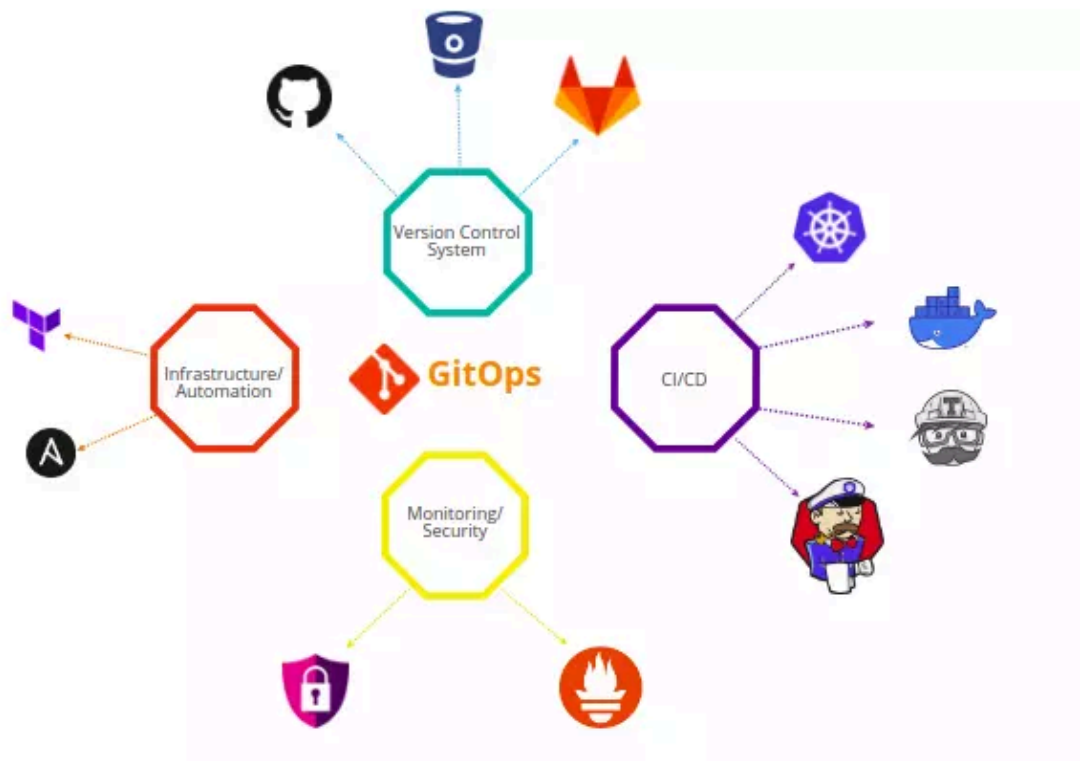 Version Control
System
Infrastructure/
Automation
GitOps
CI/CD
T
Monitoring/
Security